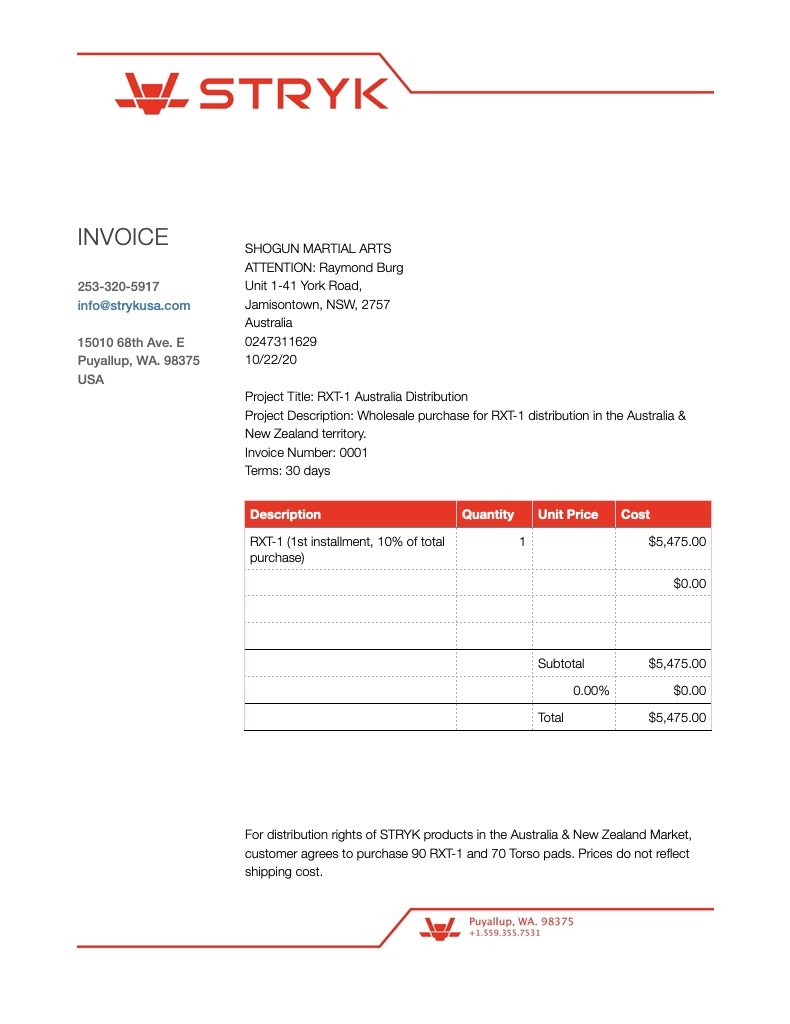 STRYK
INVOICE
253-320-5917
info@strykusa.com
15010 68th Ave. E
Puyallup, WA. 98375
USA
SHOGUN MARTIAL ARTS
ATTENTION: Raymond Burg
Unit 1-41 York Road,
Jamisontown, NSW, 2757
Australia
0247311629
10/22/20
Project Title: RXT-1 Australia Distribution
Project Description: Wholesale purchase for RXT-1 distribution in the Australia &
New Zealand territory.
Invoice Number: 0001
Terms: 30 days
Description Quantity Unit Price Cost
RXT-1 (1st installment, 10% of total 1 $5,475.00
purchase)
$0.00
Subtotal $5,475.00
0.00% $0.00
Total $5,475.00
For distribution rights of STRYK products in the Australia & New Zealand Market,
customer agrees to purchase 90 RXT-1 and 70 Torso pads. Prices do not reflect
shipping cost.
Puyallup, WA. 98375
+1.559.355.7531